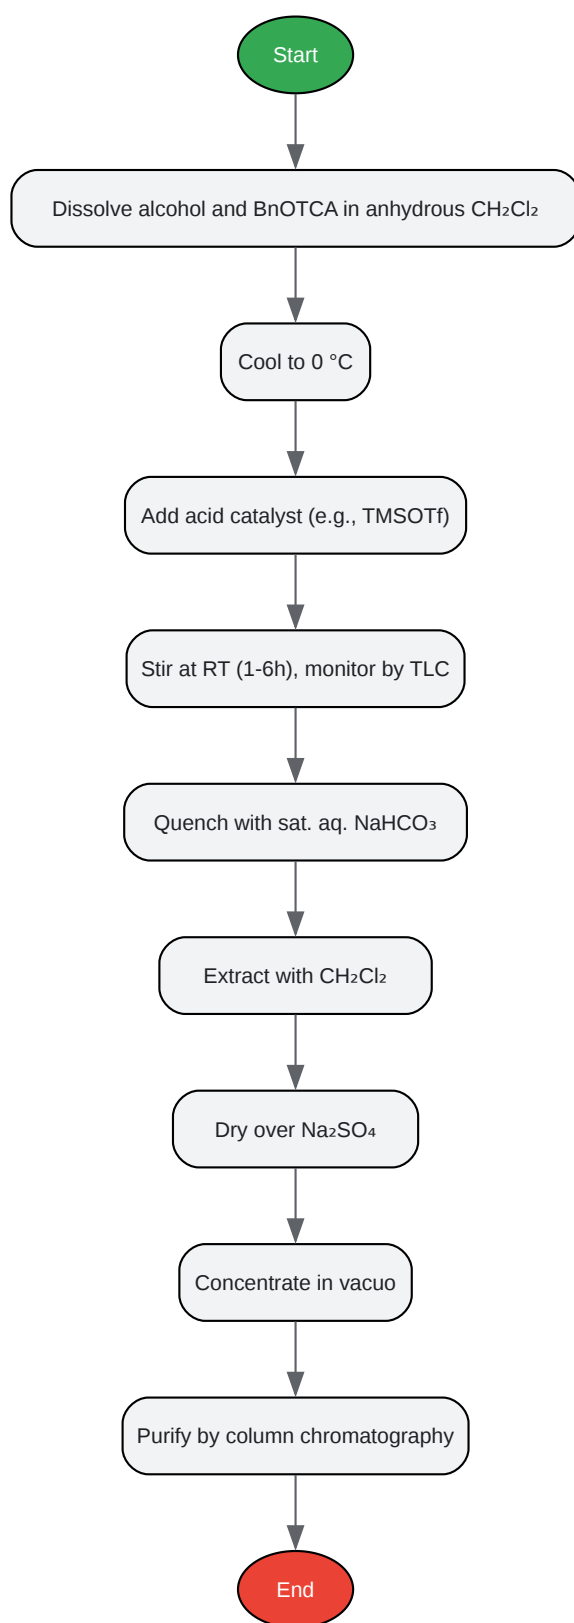 Start
Dissolve alcohol and BnOTCA in anhydrous CH₂Cl₂
Cool to 0 °C
Add acid catalyst (e.g., TMSOTf)
Stir at RT (1-6h), monitor by TLC
Quench with sat. aq. NaHCO₃
Extract with CH₂Cl₂
Dry over Na₂SO₄
Concentrate in vacuo
Purify by column chromatography
End